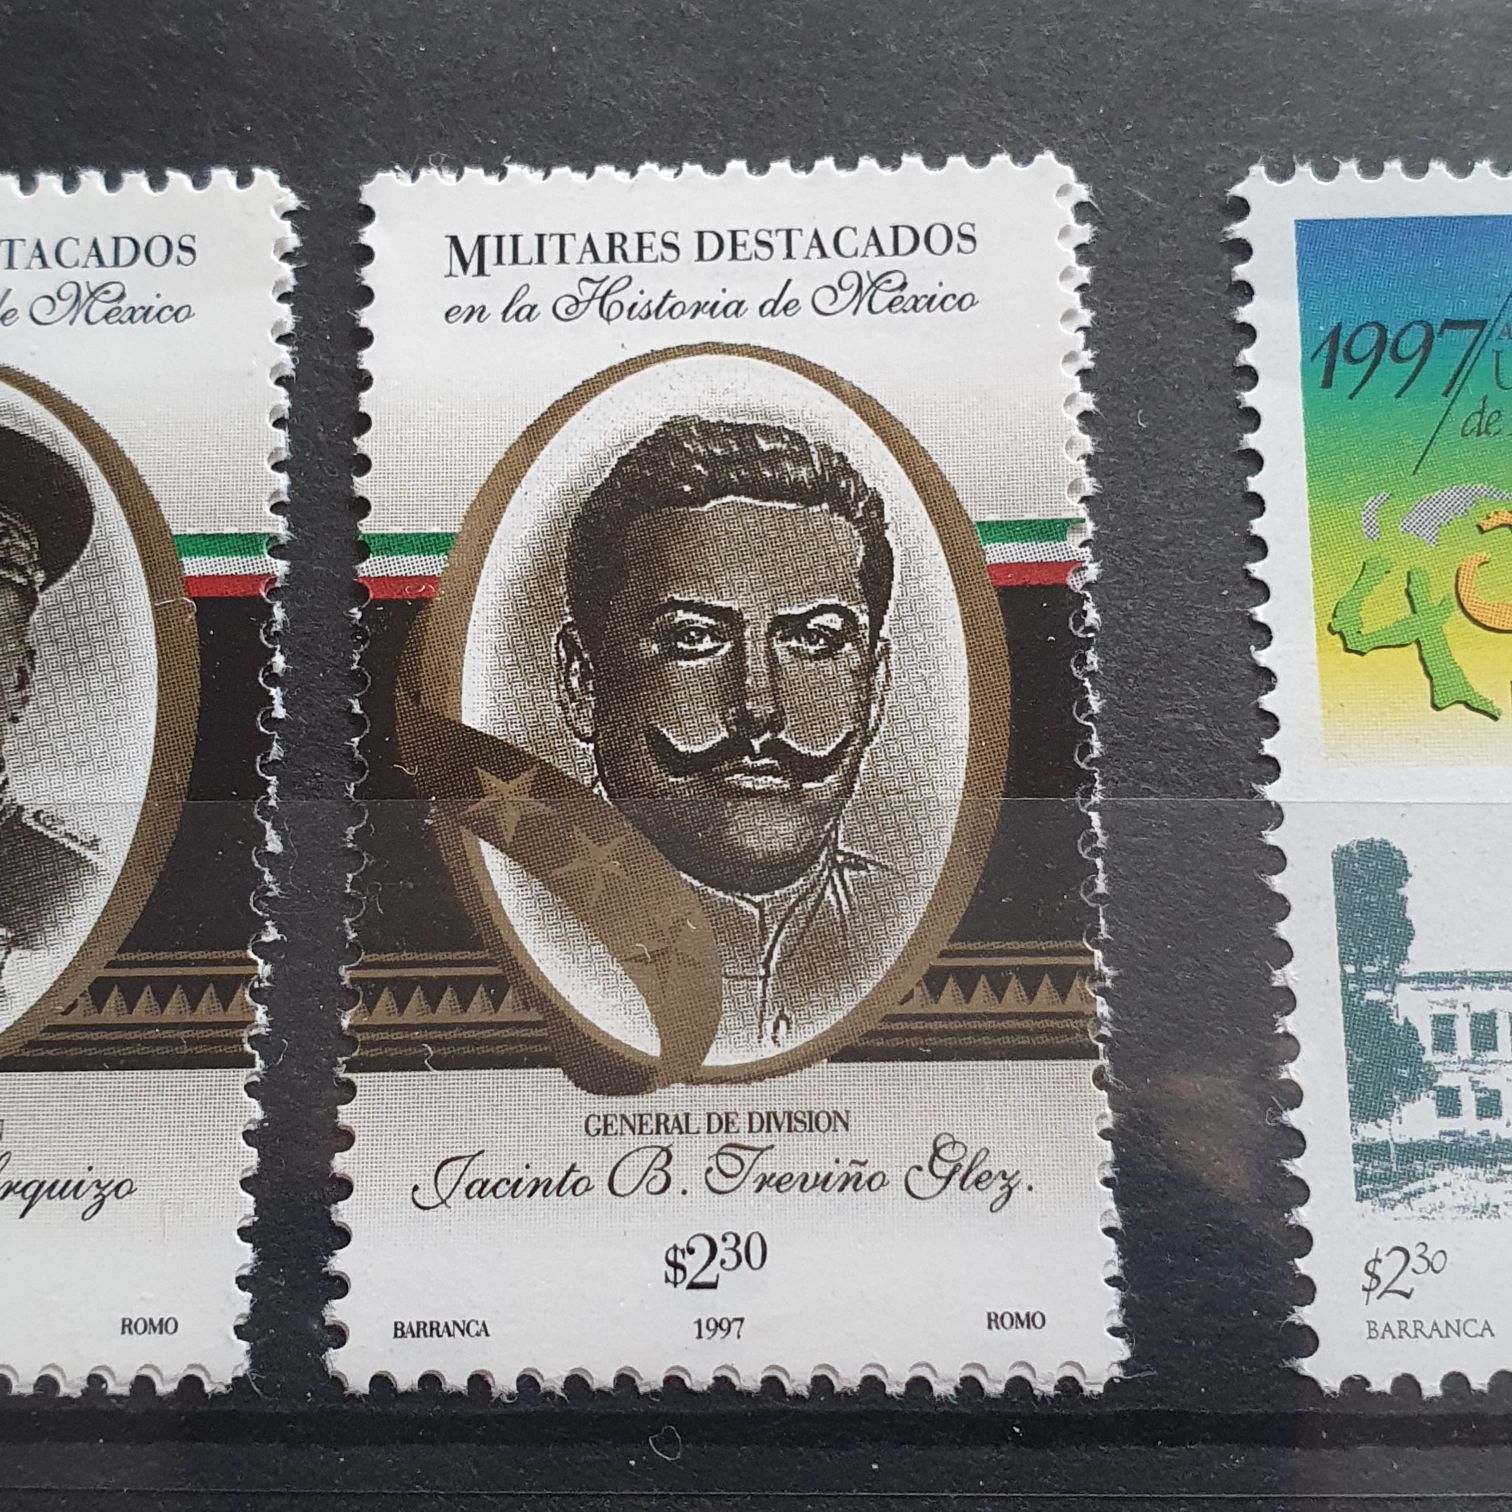 TACADOS
de México
rquizo
ROMO
MILITARES DESTACADOS
en la Historia de México
GENERAL DE DIVISION
Jacinto B. Treviño Glez.
$2.30
BARRANCA 1997 ROMO
1997/
de
$2.30
BARRANCA